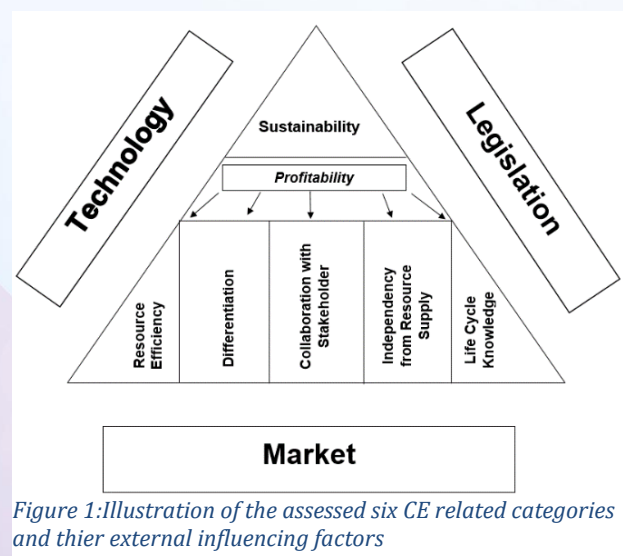 Technology
Legislation
Sustainability
Profitability
Resource
Efficiency
Differentiation
Collaboration with
Stakeholder
Independency
from Resource
Supply
Life Cycle
Knowledge
Market
Figure 1:Illustration of the assessed six CE related categories
and thier external influencing factors